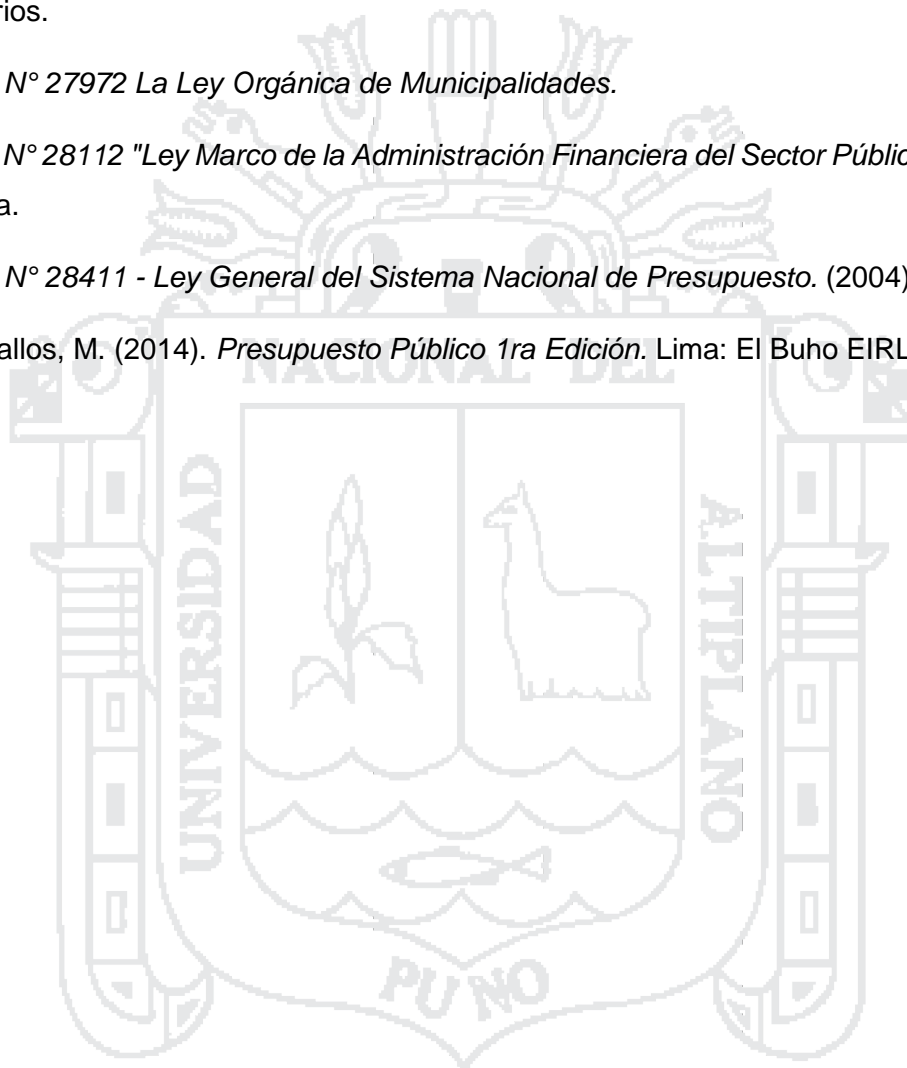 rios.
N° 27972 La Ley Orgánica de Municipalidades.
N° 28112 "Ley Marco de la Administración Financiera del Sector Públic
a.
N° 28411 - Ley General del Sistema Nacional de Presupuesto. (2004)
allos, M. (2014). Presupuesto Público 1ra Edición. Lima: El Buho EIRL
NACIONAL DEL
UNIVERSIDAD
ALTIPLANO
PUNO